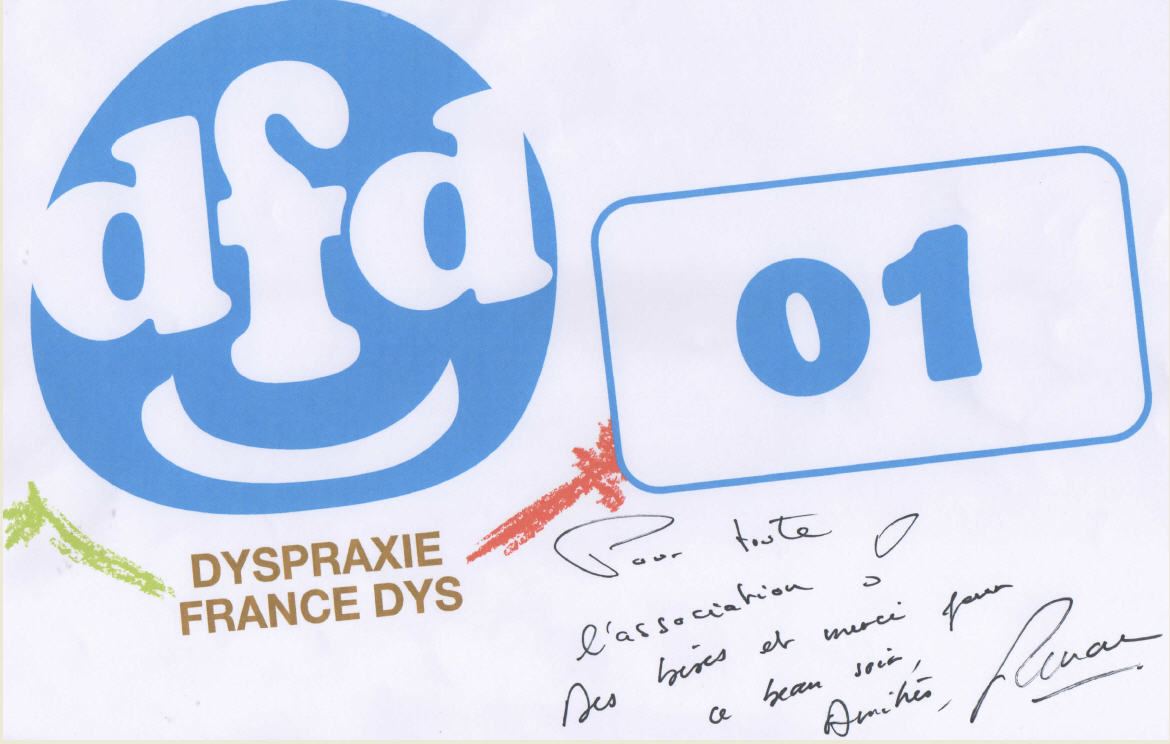 dfd
01
DYSPRAXIE
FRANCE DYS
Pour toute
l'association
Des bises et merci pour
ce beau soir,
Amitiés,